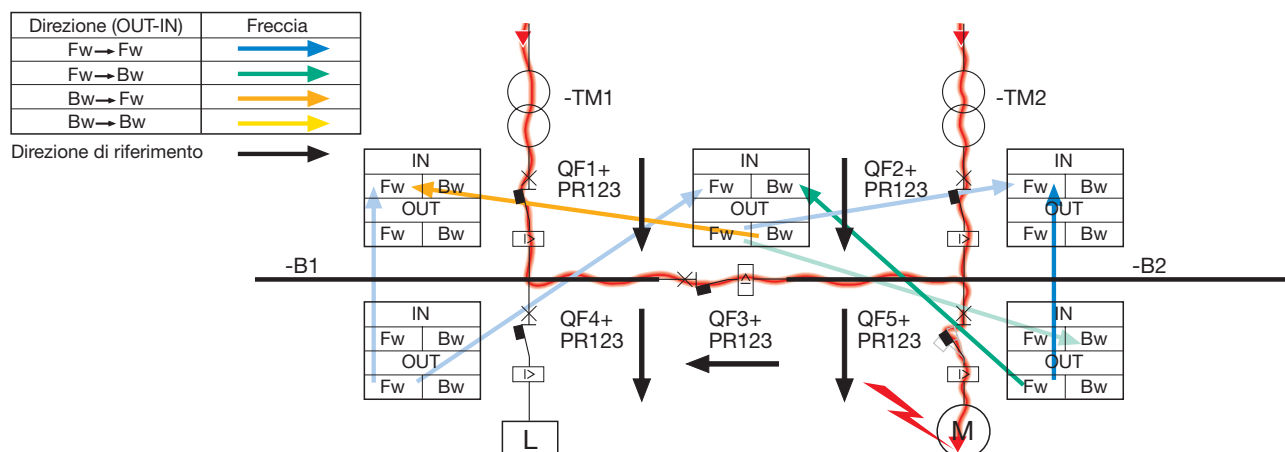 Direzione (OUT-IN) Freccia
Fw → Fw
Fw → Bw
Bw → Fw
Bw → Bw
Direzione di riferimento
-TM1
-TM2
IN
Fw Bw
OUT
Fw Bw
QF1+
PR123
IN
Fw Bw
OUT
Fw Bw
QF2+
PR123
IN
Fw Bw
OUT
Fw Bw
I>
I>
-B1
-B2
I>
IN
Fw Bw
OUT
Fw Bw
QF4+
PR123
QF3+
PR123
QF5+
PR123
IN
Fw Bw
OUT
Fw Bw
I>
I>
L
M